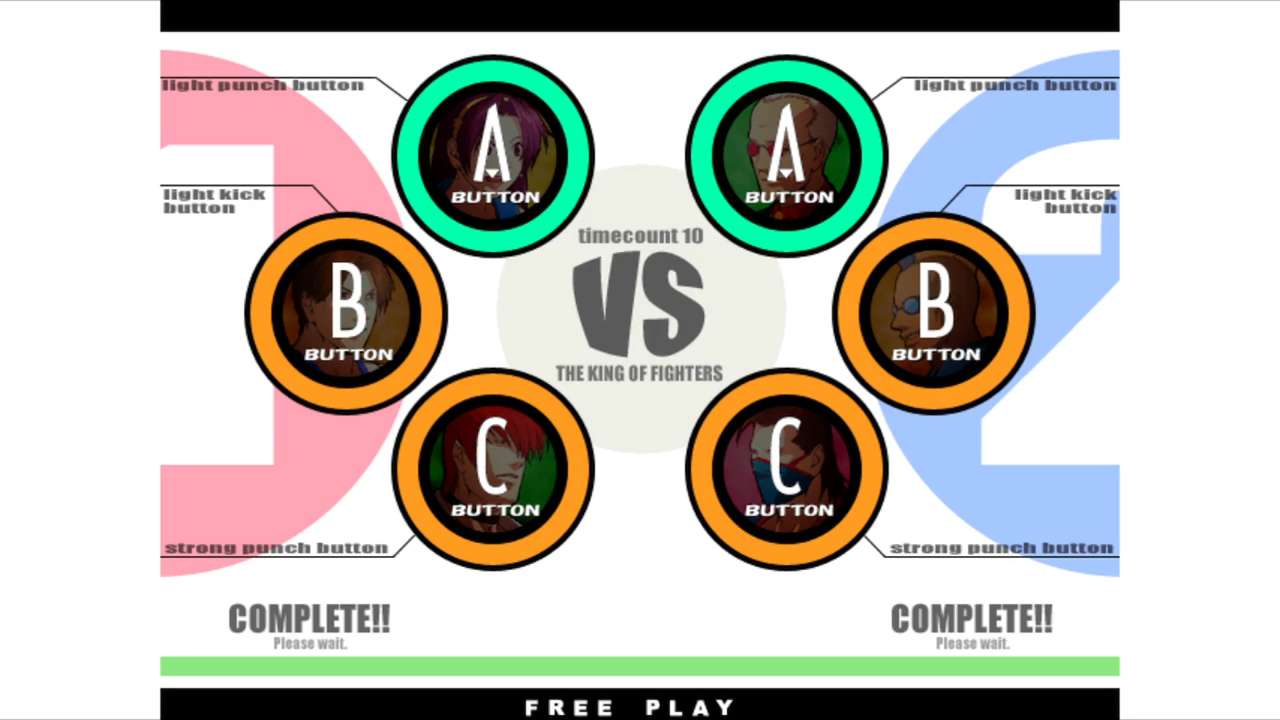 light punch button
A
BUTTON
A
BUTTON
light punch button
light kick
button
light kick
button
timecount 10
VS
THE KING OF FIGHTERS
B
BUTTON
B
BUTTON
C
BUTTON
C
BUTTON
strong punch button
strong punch button
COMPLETE!!
Please wait.
COMPLETE!!
Please wait.
FREE PLAY
1
2